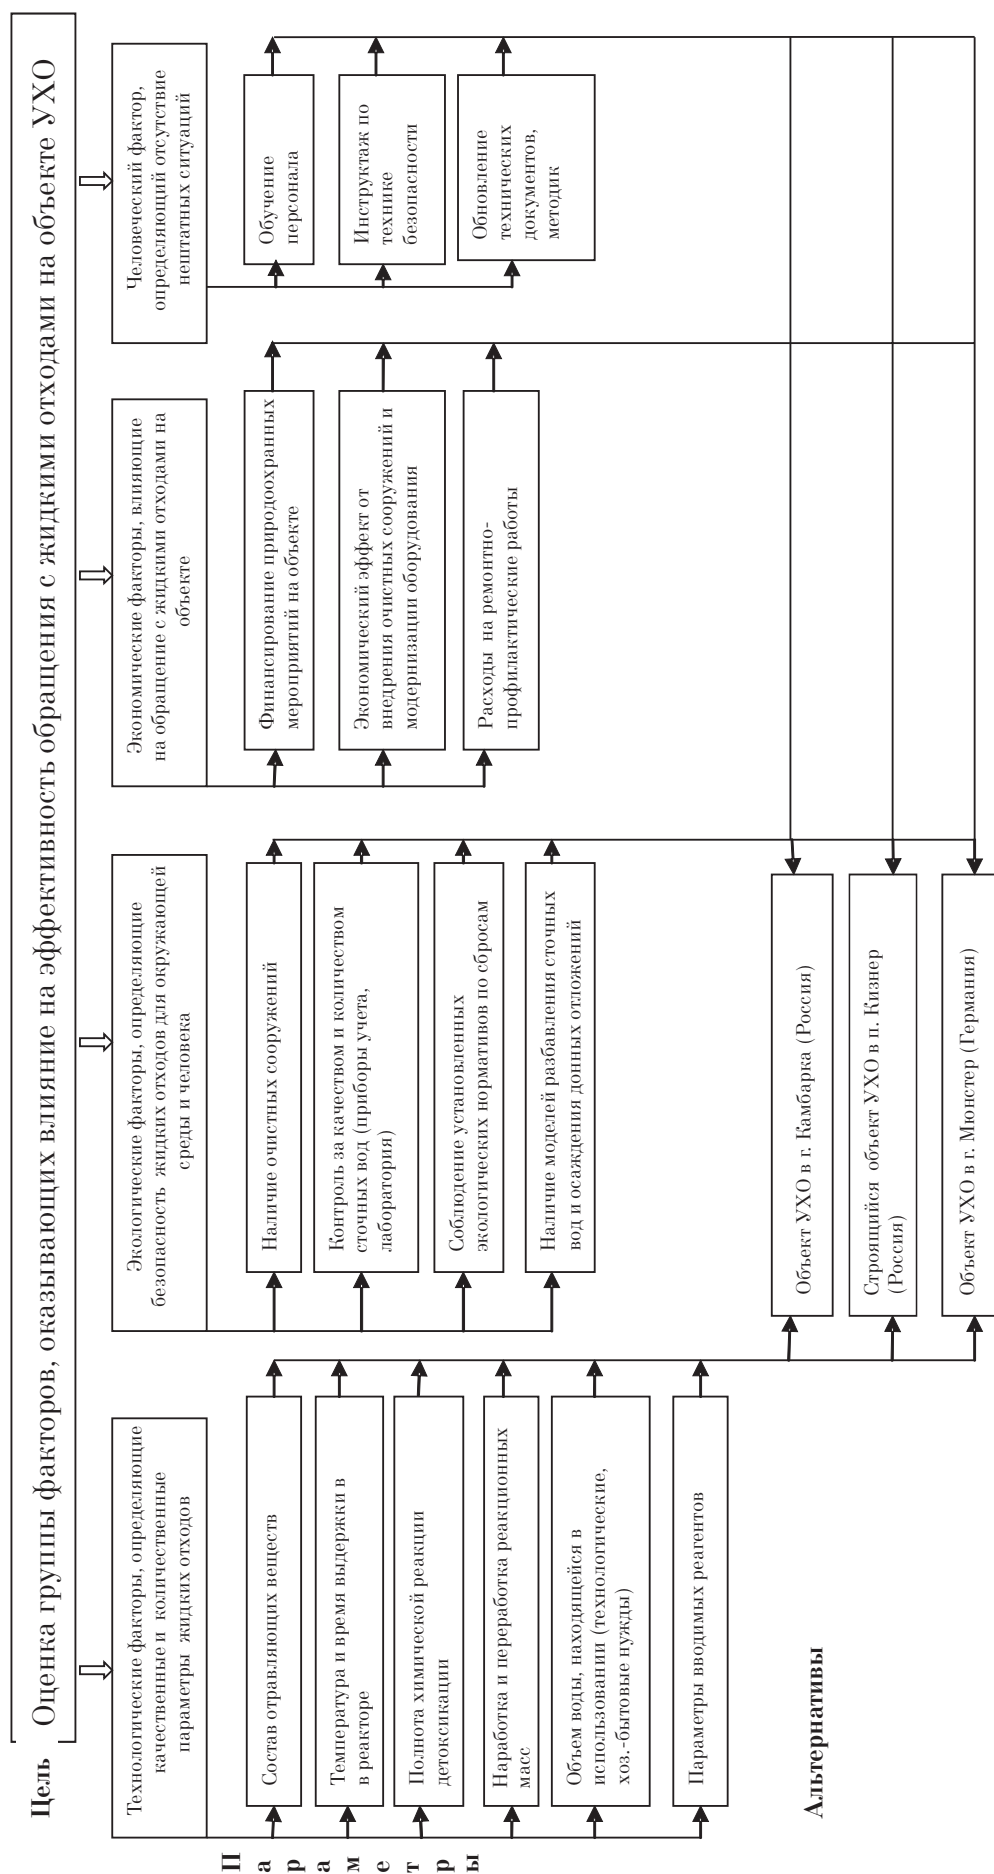 Цель
Оценка группы факторов, оказывающих влияние на эффективность обращения с жидкими отходами на объекте УХО
Технологические факторы, определяющие
качественные и количественные
параметры жидких отходов
Экологические факторы, определяющие
безопасность жидких отходов для окружающей
среды и человека
Экономические факторы, влияющие
на обращение с жидкими отходами на
объекте
Человеческий фактор,
определяющий отсутствие
нештатных ситуаций
П
а
р
а
м
е
т
р
ы
Состав отравляющих веществ
Температура и время выдержки в
в реакторе
Полнота химической реакции
детоксикации
Наработка и переработка реакционных
масс
Объем воды, находящейся в
использовании (технологические,
хоз.-бытовые нужды)
Параметры вводимых реагентов
Наличие очистных сооружений
Контроль за качеством и количеством
сточных вод (приборы учета,
лаборатория)
Соблюдение установленных
экологических нормативов по сбросам
Наличие моделей разбавления сточных
вод и осаждения донных отложений
Финансирование природоохранных
мероприятий на объекте
Экономический эффект от
внедрения очистных сооружений и
модернизации оборудования
Расходы на ремонтно-
профилактические работы
Обучение
персонала
Инструктаж по
технике
безопасности
Обновление
технических
документов,
методик
Альтернативы
Объект УХО в г. Камбарка (Россия)
Строящийся объект УХО в п. Кизнер
(Россия)
Объект УХО в г. Мюнстер (Германия)